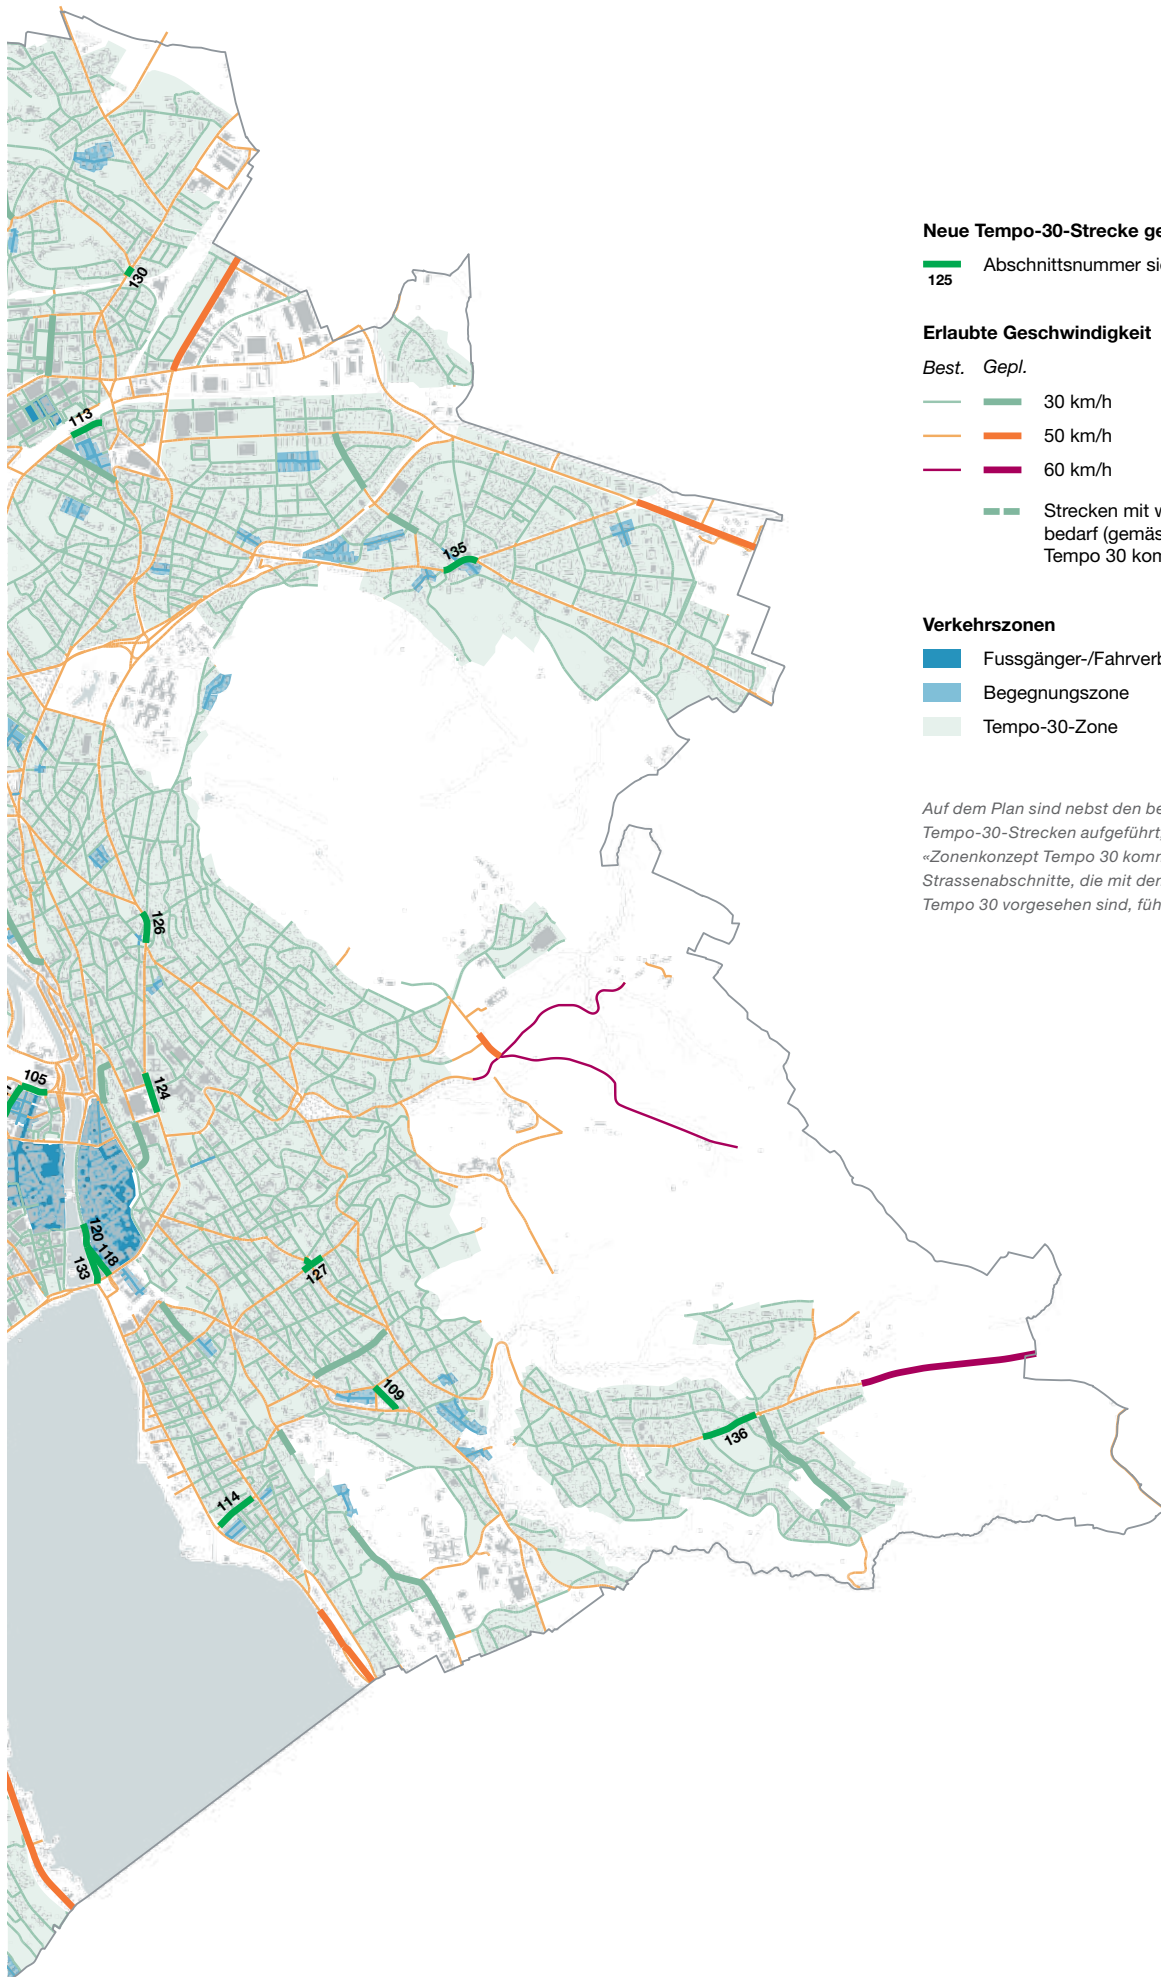 130
113
135
126
105
124
120
118
133
127
109
136
114
Neue Tempo-30-Strecke ge
Abschnittsnummer si
125
Erlaubte Geschwindigkeit
Best. Gepl.
30 km/h
50 km/h
60 km/h
Strecken mit w
bedarf (gemäs
Tempo 30 kom
Verkehrszonen
Fussgänger-/Fahrverb
Begegnungszone
Tempo-30-Zone
Auf dem Plan sind nebst den be
Tempo-30-Strecken aufgeführt,
«Zonenkonzept Tempo 30 komm
Strassenabschnitte, die mit den
Tempo 30 vorgesehen sind, füh